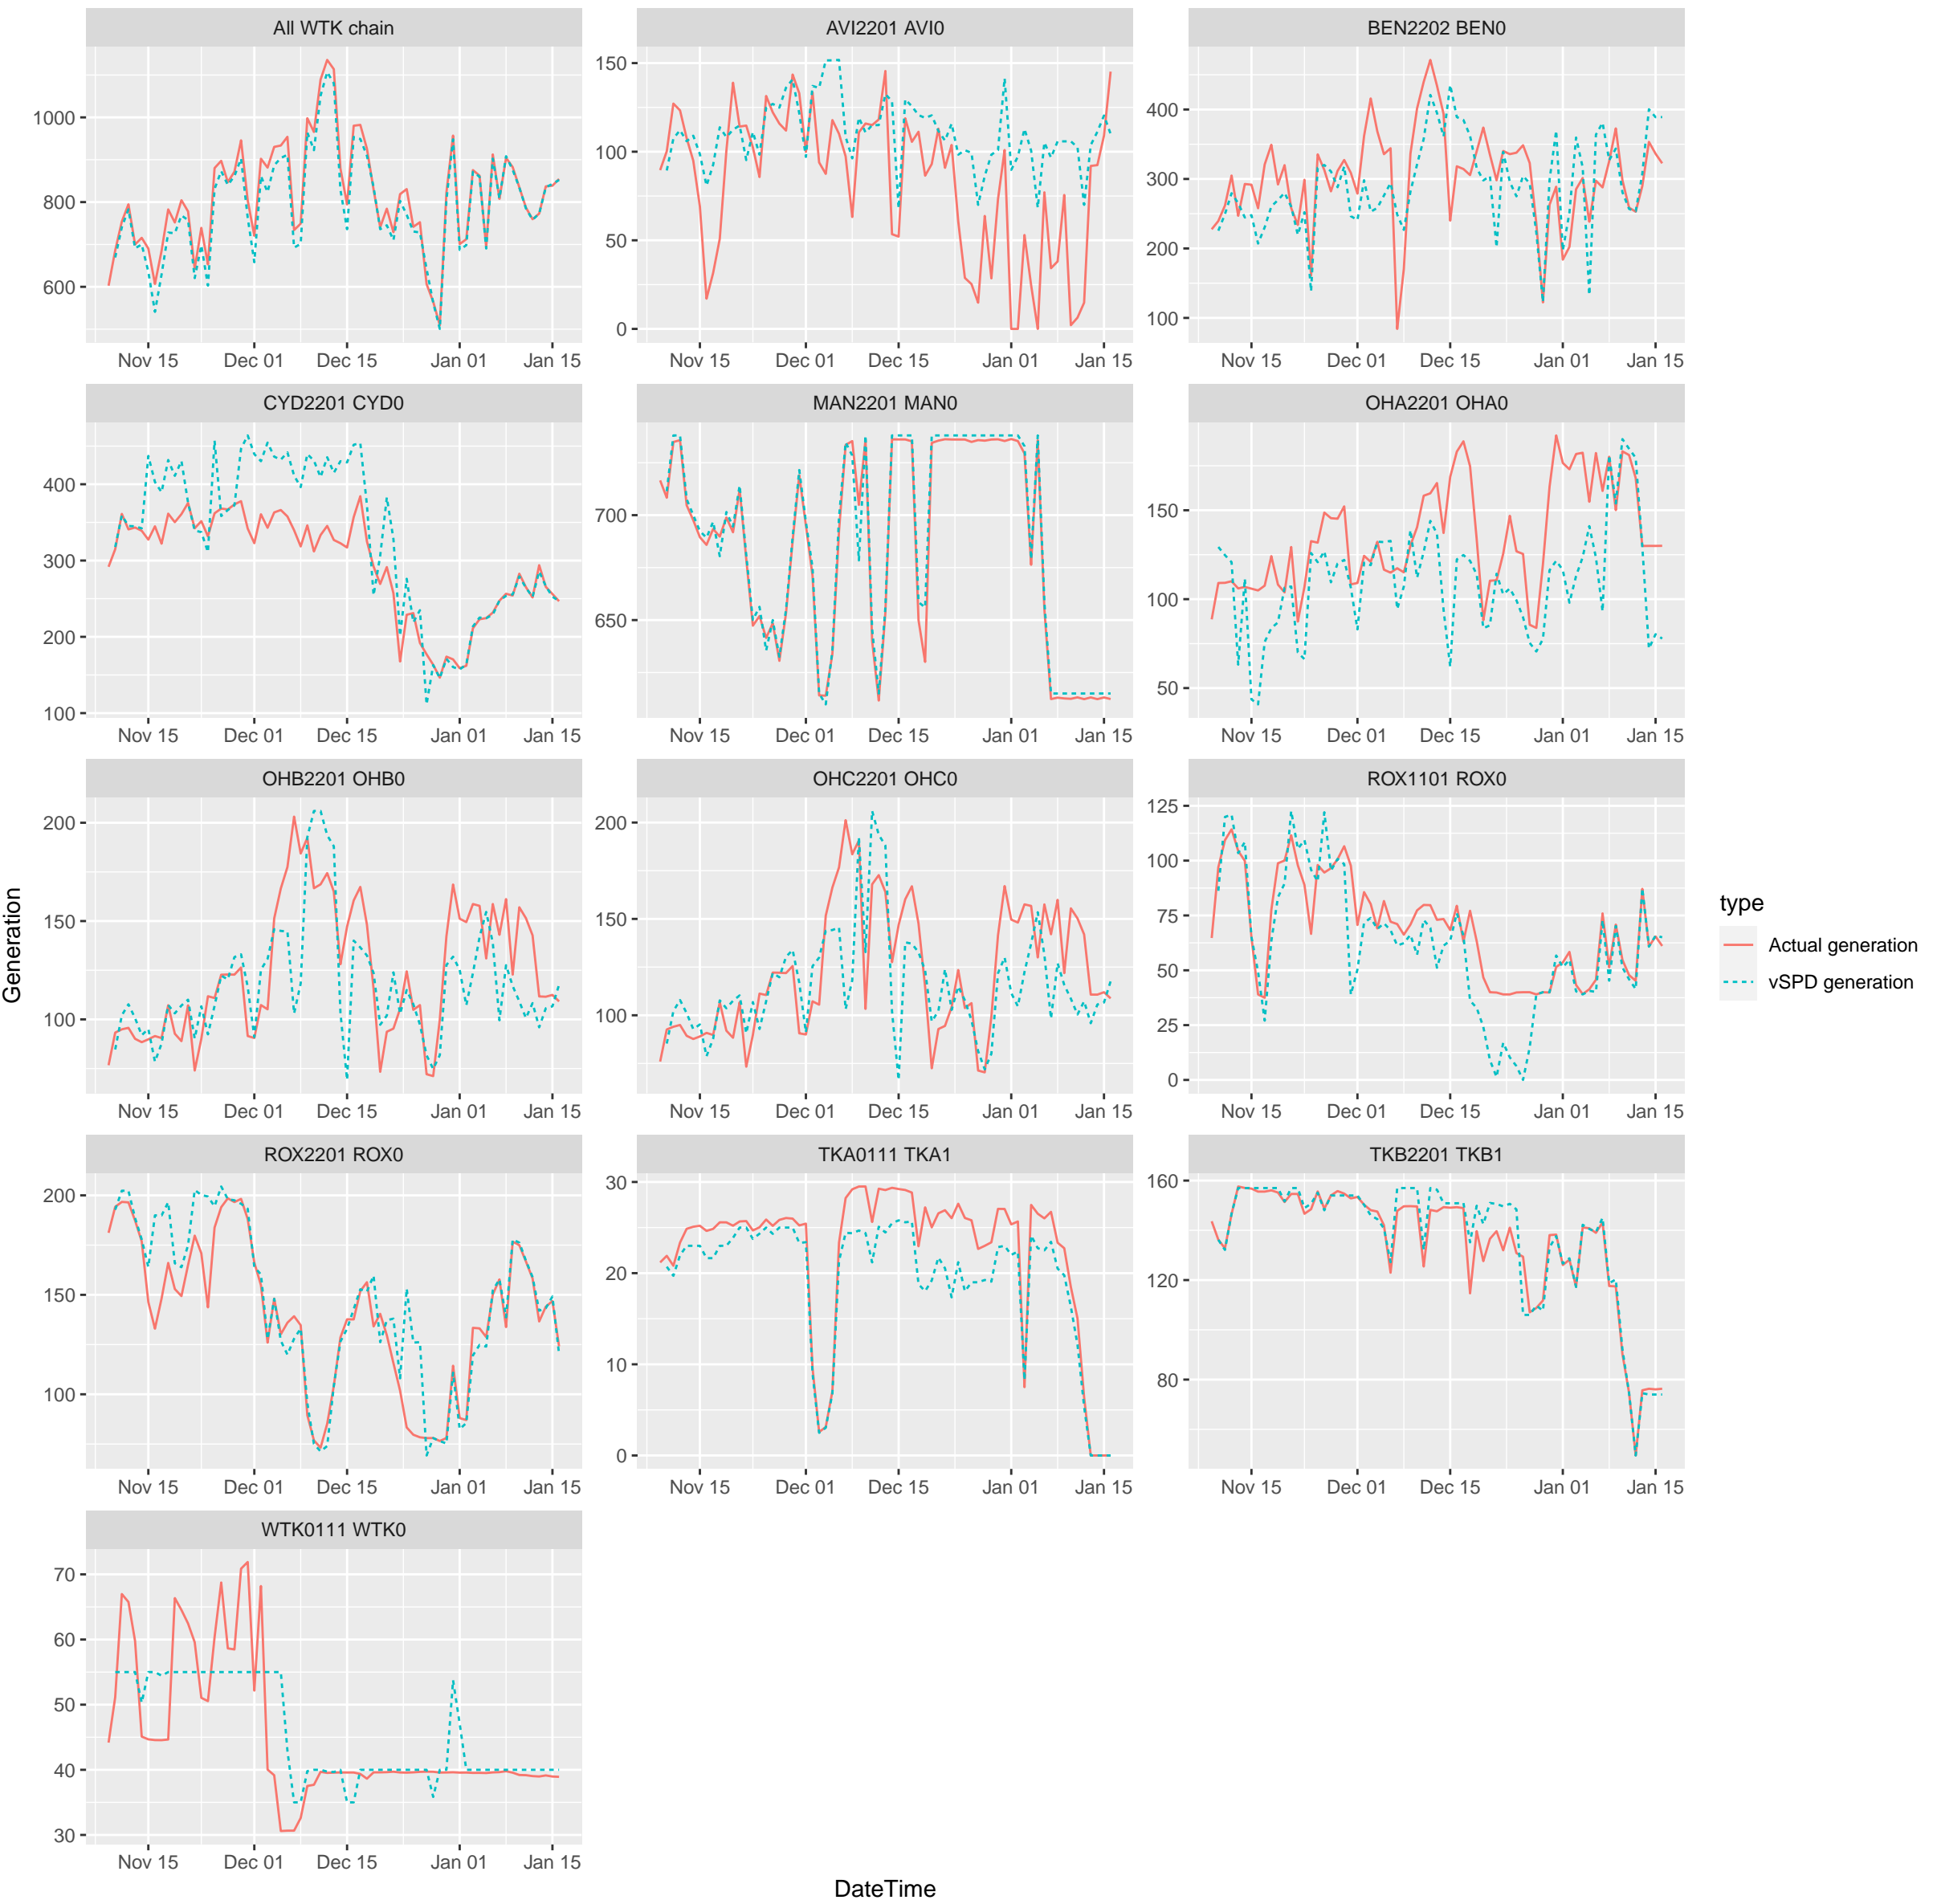 All WTK chain
AVI2201 AVI0
BEN2202 BEN0
1000
800
600
150
100
50
0
400
300
200
100
Nov 15 Dec 01 Dec 15 Jan 01 Jan 15
Nov 15 Dec 01 Dec 15 Jan 01 Jan 15
Nov 15 Dec 01 Dec 15 Jan 01 Jan 15
CYD2201 CYD0
MAN2201 MAN0
OHA2201 OHA0
400
300
200
100
700
650
150
100
50
Nov 15 Dec 01 Dec 15 Jan 01 Jan 15
Nov 15 Dec 01 Dec 15 Jan 01 Jan 15
Nov 15 Dec 01 Dec 15 Jan 01 Jan 15
OHB2201 OHB0
OHC2201 OHC0
ROX1101 ROX0
200
150
100
200
150
100
125
100
75
50
25
0
Nov 15 Dec 01 Dec 15 Jan 01 Jan 15
Nov 15 Dec 01 Dec 15 Jan 01 Jan 15
Nov 15 Dec 01 Dec 15 Jan 01 Jan 15
ROX2201 ROX0
TKA0111 TKA1
TKB2201 TKB1
200
150
100
30
20
10
0
160
120
80
Nov 15 Dec 01 Dec 15 Jan 01 Jan 15
Nov 15 Dec 01 Dec 15 Jan 01 Jan 15
Nov 15 Dec 01 Dec 15 Jan 01 Jan 15
WTK0111 WTK0
70
60
50
40
30
Nov 15 Dec 01 Dec 15 Jan 01 Jan 15
Generation
DateTime
type
Actual generation
vSPD generation